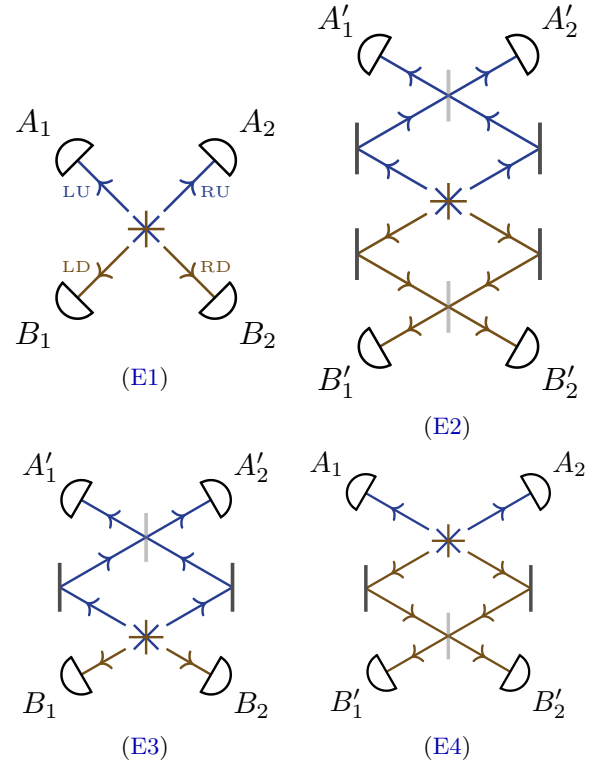 A′₁ A′₂
A₁ A₂
LU RU
LD RD
B₁ B₂
(E1)
B′₁ B′₂
(E2)
A′₁ A′₂
B₁ B₂
(E3)
A₁ A₂
B′₁ B′₂
(E4)